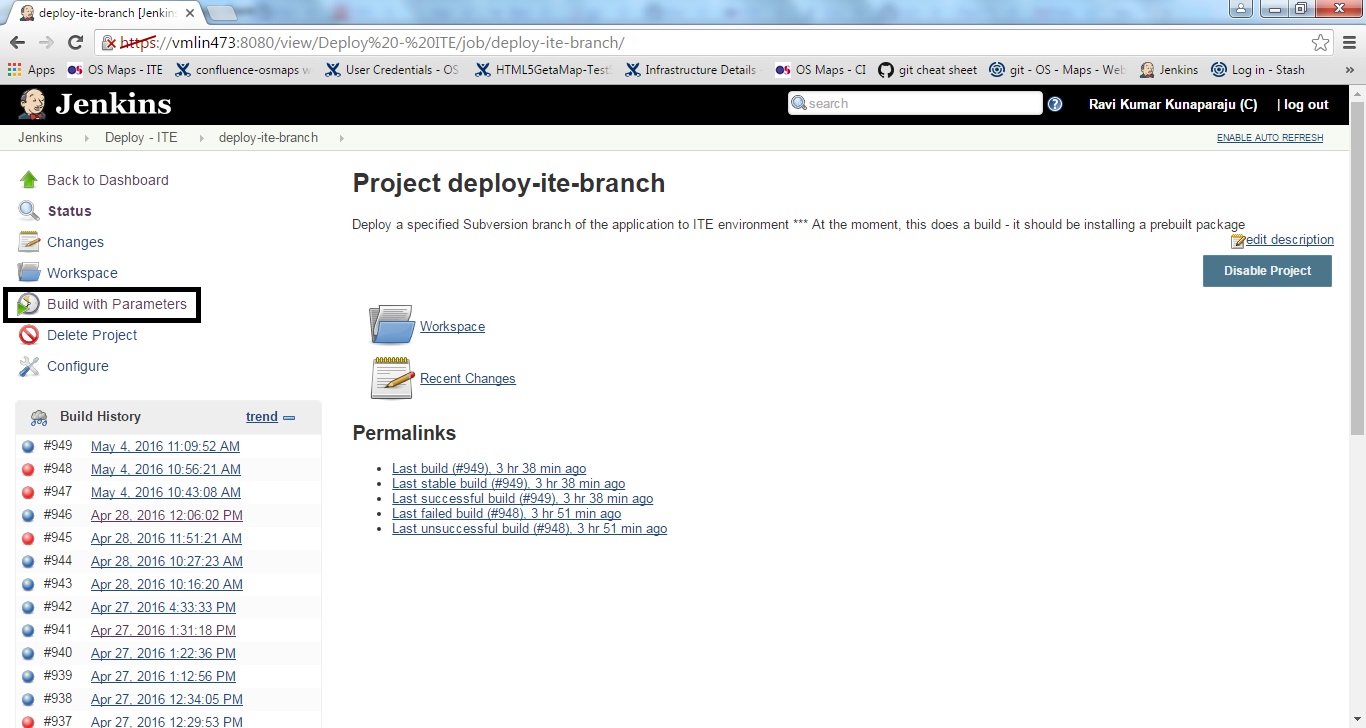 deploy-ite-branch [Jenkin
https://vmlin473:8080/view/Deploy%20-%20ITE/job/deploy-ite-branch/
Apps OS Maps - ITE confluence-osmaps w User Credentials - OS HTML5GetaMap-Test Infrastructure Details OS Maps - CI git cheat sheet git - OS - Maps - Web Jenkins Log in - Stash »
Jenkins search Ravi Kumar Kunaparaju (C) | log out
Jenkins Deploy - ITE deploy-ite-branch ENABLE AUTO REFRESH
Back to Dashboard
Status
Changes
Workspace
Build with Parameters
Delete Project
Configure
Build History trend
#949 May 4, 2016 11:09:52 AM
#948 May 4, 2016 10:56:21 AM
#947 May 4, 2016 10:43:08 AM
#946 Apr 28, 2016 12:06:02 PM
#945 Apr 28, 2016 11:51:21 AM
#944 Apr 28, 2016 10:27:23 AM
#943 Apr 28, 2016 10:16:20 AM
#942 Apr 27, 2016 4:33:33 PM
#941 Apr 27, 2016 1:31:18 PM
#940 Apr 27, 2016 1:22:36 PM
#939 Apr 27, 2016 1:12:56 PM
#938 Apr 27, 2016 12:34:05 PM
#937 Apr 27, 2016 12:29:53 PM
Project deploy-ite-branch
Deploy a specified Subversion branch of the application to ITE environment *** At the moment, this does a build - it should be installing a prebuilt package
edit description
Disable Project
Workspace
Recent Changes
Permalinks
• Last build (#949), 3 hr 38 min ago
• Last stable build (#949), 3 hr 38 min ago
• Last successful build (#949), 3 hr 38 min ago
• Last failed build (#948), 3 hr 51 min ago
• Last unsuccessful build (#948), 3 hr 51 min ago